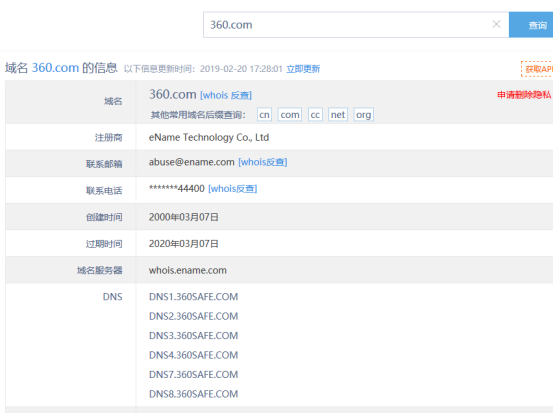 360.com × 查询
域名 360.com 的信息 以下信息更新时间：2019-02-20 17:28:01 立即更新 获取API
域名 360.com [whois 反查] 申请删除隐私
其他常用域名后缀查询： cn com cc net org
注册商 eName Technology Co., Ltd
联系邮箱 abuse@ename.com [whois反查]
联系电话 *******44400 [whois反查]
创建时间 2000年03月07日
过期时间 2020年03月07日
域名服务器 whois.ename.com
DNS DNS1.360SAFE.COM
DNS2.360SAFE.COM
DNS3.360SAFE.COM
DNS4.360SAFE.COM
DNS7.360SAFE.COM
DNS8.360SAFE.COM